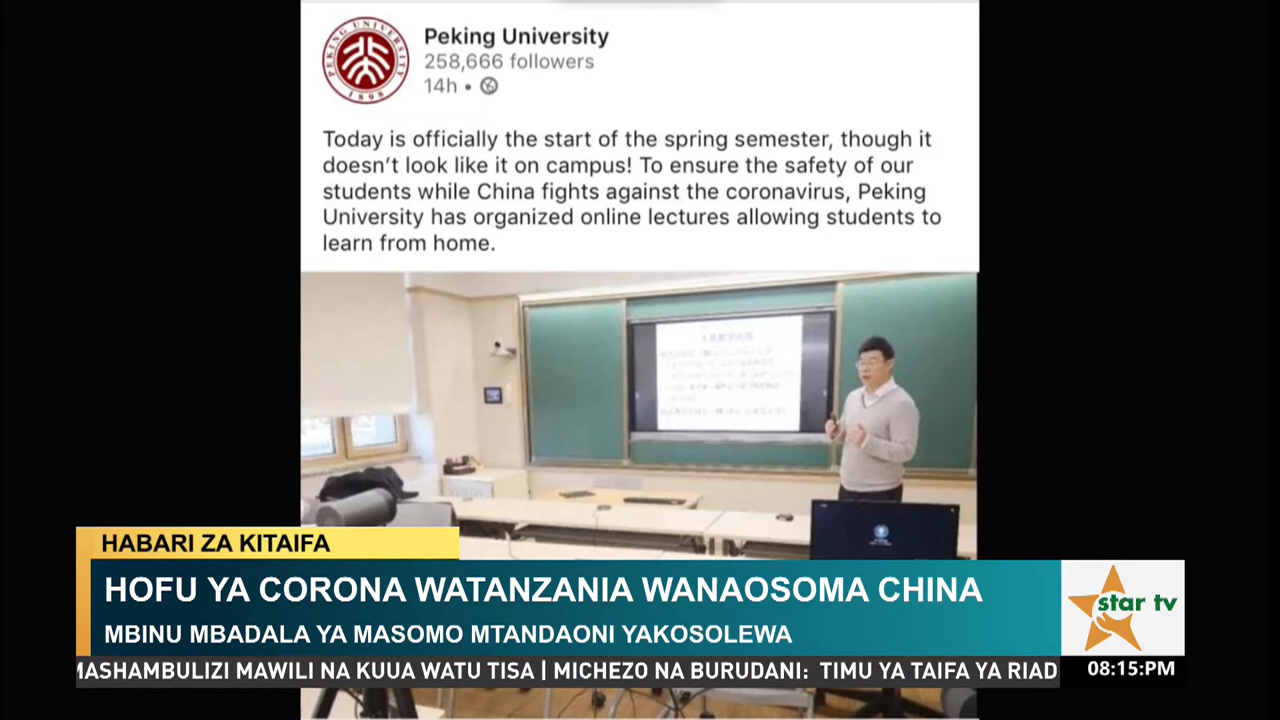 PEKING UNIVERSITY
1898
Peking University
258,666 followers
14h •
Today is officially the start of the spring semester, though it
doesn't look like it on campus! To ensure the safety of our
students while China fights against the coronavirus, Peking
University has organized online lectures allowing students to
learn from home.
HABARI ZA KITAIFA
HOFU YA CORONA WATANZANIA WANAOSOMA CHINA
MBINU MBADALA YA MASOMO MTANDAONI YAKOSOLEWA
star tv
MASHAMBULIZI MAWILI NA KUUA WATU TISA | MICHEZO NA BURUDANI: TIMU YA TAIFA YA RIAD
08:15:PM